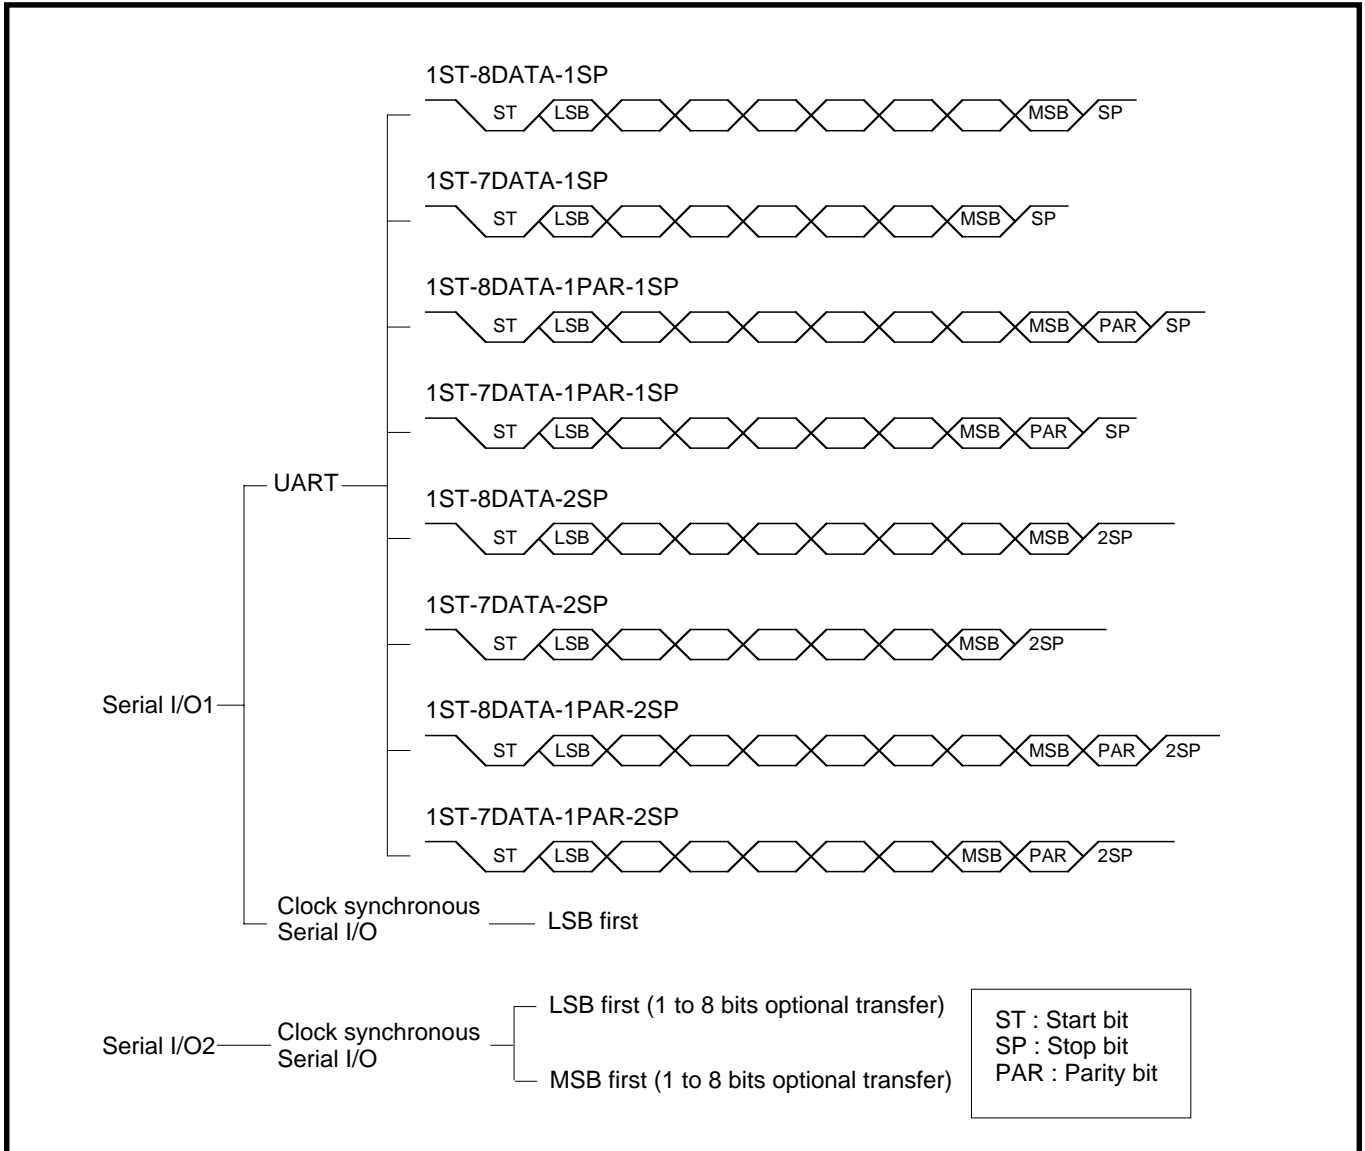 1ST-8DATA-1SP
ST LSB MSB SP
1ST-7DATA-1SP
ST LSB MSB SP
1ST-8DATA-1PAR-1SP
ST LSB MSB PAR SP
1ST-7DATA-1PAR-1SP
ST LSB MSB PAR SP
UART
1ST-8DATA-2SP
ST LSB MSB 2SP
1ST-7DATA-2SP
ST LSB MSB 2SP
Serial I/O1
1ST-8DATA-1PAR-2SP
ST LSB MSB PAR 2SP
1ST-7DATA-1PAR-2SP
ST LSB MSB PAR 2SP
Clock synchronous
Serial I/O
LSB first
Serial I/O2
Clock synchronous
Serial I/O
LSB first (1 to 8 bits optional transfer)
MSB first (1 to 8 bits optional transfer)
ST : Start bit
SP : Stop bit
PAR : Parity bit